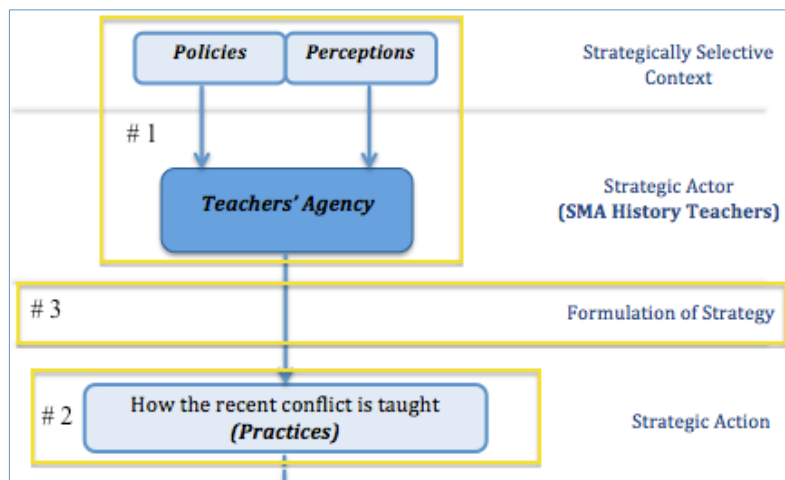 Policies
Perceptions
Strategically Selective
Context
# 1
Teachers' Agency
Strategic Actor
(SMA History Teachers)
# 3
Formulation of Strategy
# 2
How the recent conflict is taught
(Practices)
Strategic Action